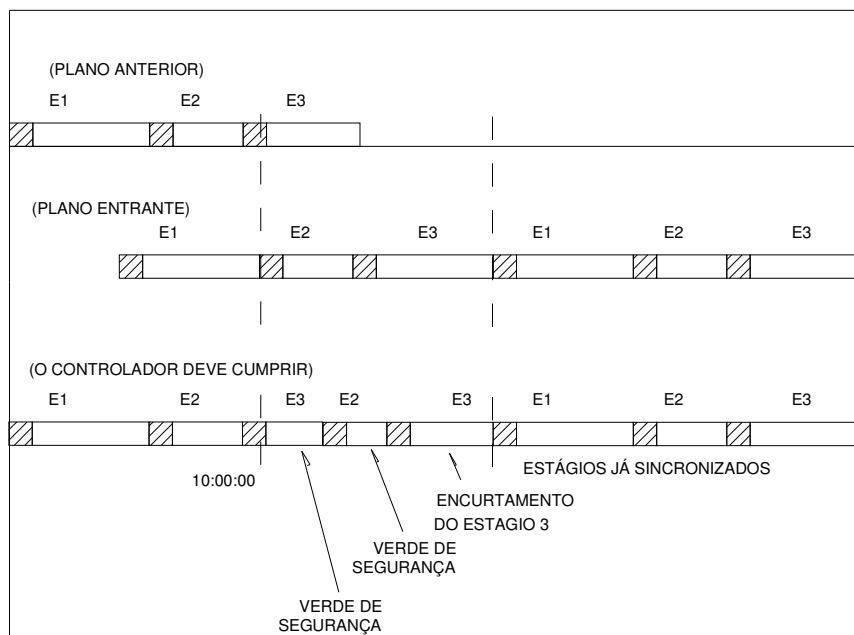 (PLANO ANTERIOR)
E1 E2 E3
(PLANO ENTRANTE)
E1 E2 E3 E1 E2 E3
(O CONTROLADOR DEVE CUMPRIR)
E1 E2 E3 E2 E3 E1 E2 E3
10:00:00
ESTÁGIOS JÁ SINCRONIZADOS
ENCURTAMENTO
DO ESTAGIO 3
VERDE DE
SEGURANÇA
VERDE DE
SEGURANÇA